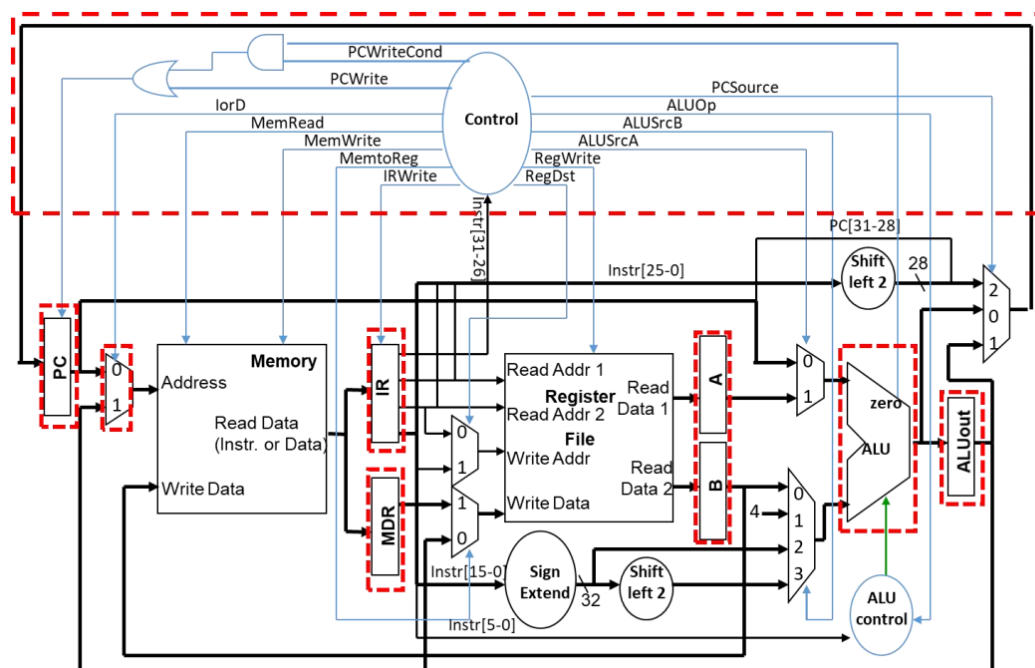 PCWriteCond
PCWrite
PCSource
IorD
Control
ALUOp
MemRead
ALUSrcB
MemWrite
ALUSrcA
MemtoReg
RegWrite
IRWrite
RegDst
Instr[31-26]
PC[31-28]
Instr[25-0]
Shift
left 2
28
2
0
1
PC
0
1
Memory
Address
Read Data
(Instr. or Data)
Write Data
IR
MDR
Read Addr 1
Register
Read Addr 2
File
Write Addr
Write Data
Read
Data 1
Read
Data 2
0
1
1
0
A
B
0
1
4
0
1
2
3
zero
ALU
ALUout
Instr[15-0]
Sign
Extend
32
Shift
left 2
ALU
control
Instr[5-0]